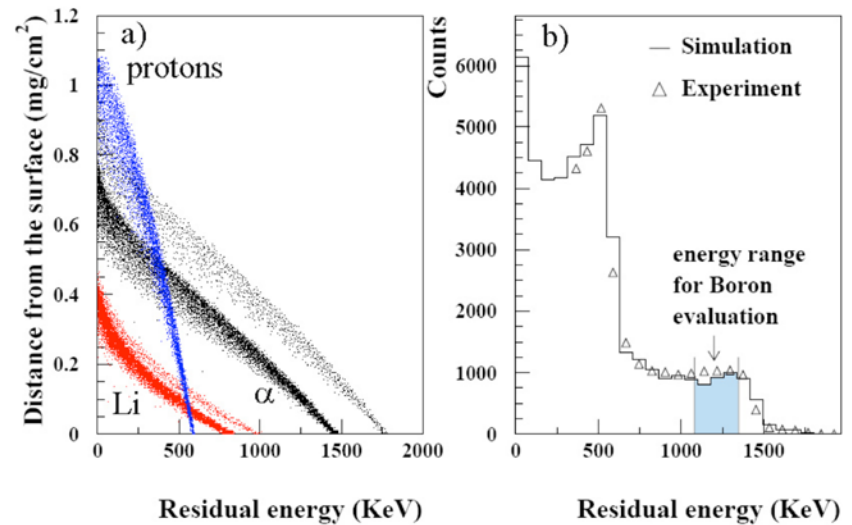 a)
protons
Li
α
1.2
1
0.8
0.6
0.4
0.2
0
0 500 1000 1500 2000
Distance from the surface (mg/cm²)
Residual energy (KeV)
b)
— Simulation
△ Experiment
energy range
for Boron
evaluation
Counts
6000
5000
4000
3000
2000
1000
0
0 500 1000 1500
Residual energy (KeV)